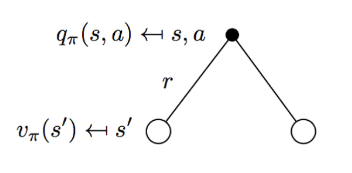 qπ(s, a) ↤ s, a
r
vπ(s′) ↤ s′